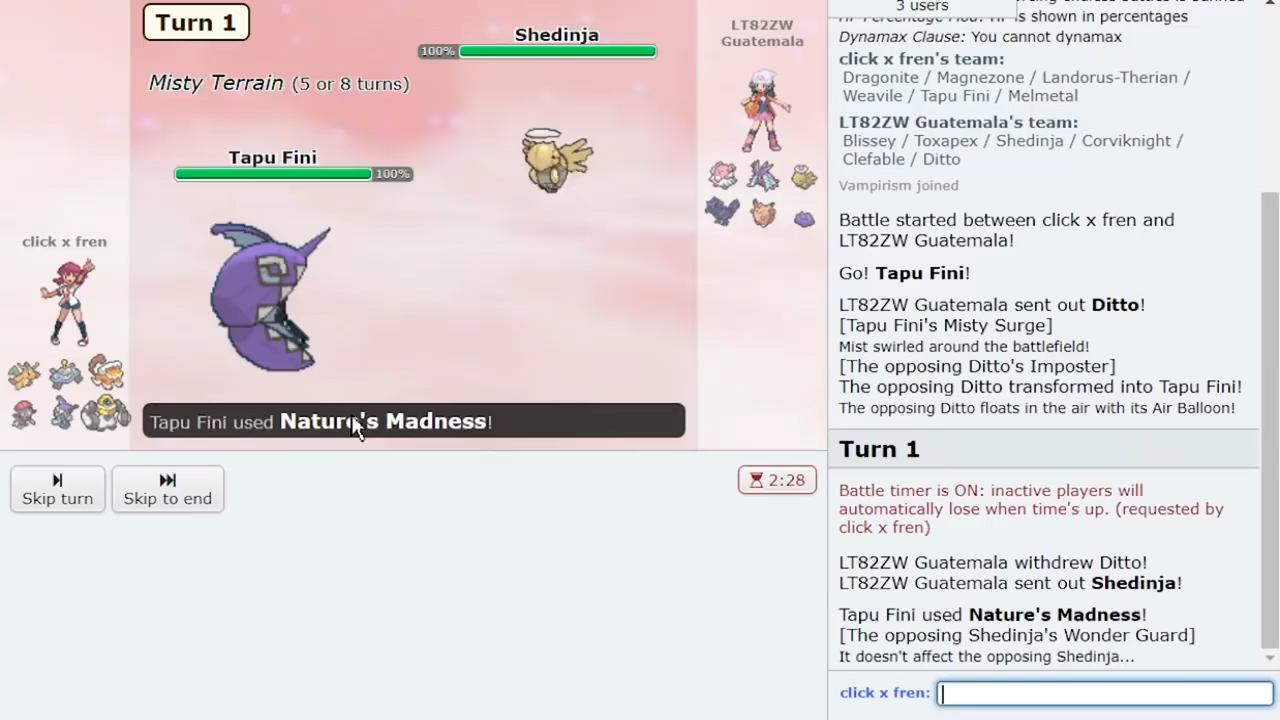 Turn 1
Shedinja
100%
Misty Terrain (5 or 8 turns)
Tapu Fini
100%
Tapu Fini used Nature's Madness!
click x fren
LT82ZW
Guatemala
Skip turn
Skip to end
2:28
3 users
is shown in percentages
Dynamax Clause: You cannot dynamax
click x fren's team:
Dragonite / Magnezone / Landorus-Therian /
Weavile / Tapu Fini / Melmetal
LT82ZW Guatemala's team:
Blissey / Toxapex / Shedinja / Corviknight /
Clefable / Ditto
Vampirism joined
Battle started between click x fren and
LT82ZW Guatemala!
Go! Tapu Fini!
LT82ZW Guatemala sent out Ditto!
[Tapu Fini's Misty Surge]
Mist swirled around the battlefield!
[The opposing Ditto's Imposter]
The opposing Ditto transformed into Tapu Fini!
The opposing Ditto floats in the air with its Air Balloon!
Turn 1
Battle timer is ON: inactive players will
automatically lose when time's up. (requested by
click x fren)
LT82ZW Guatemala withdrew Ditto!
LT82ZW Guatemala sent out Shedinja!
Tapu Fini used Nature's Madness!
[The opposing Shedinja's Wonder Guard]
It doesn't affect the opposing Shedinja...
click x fren: